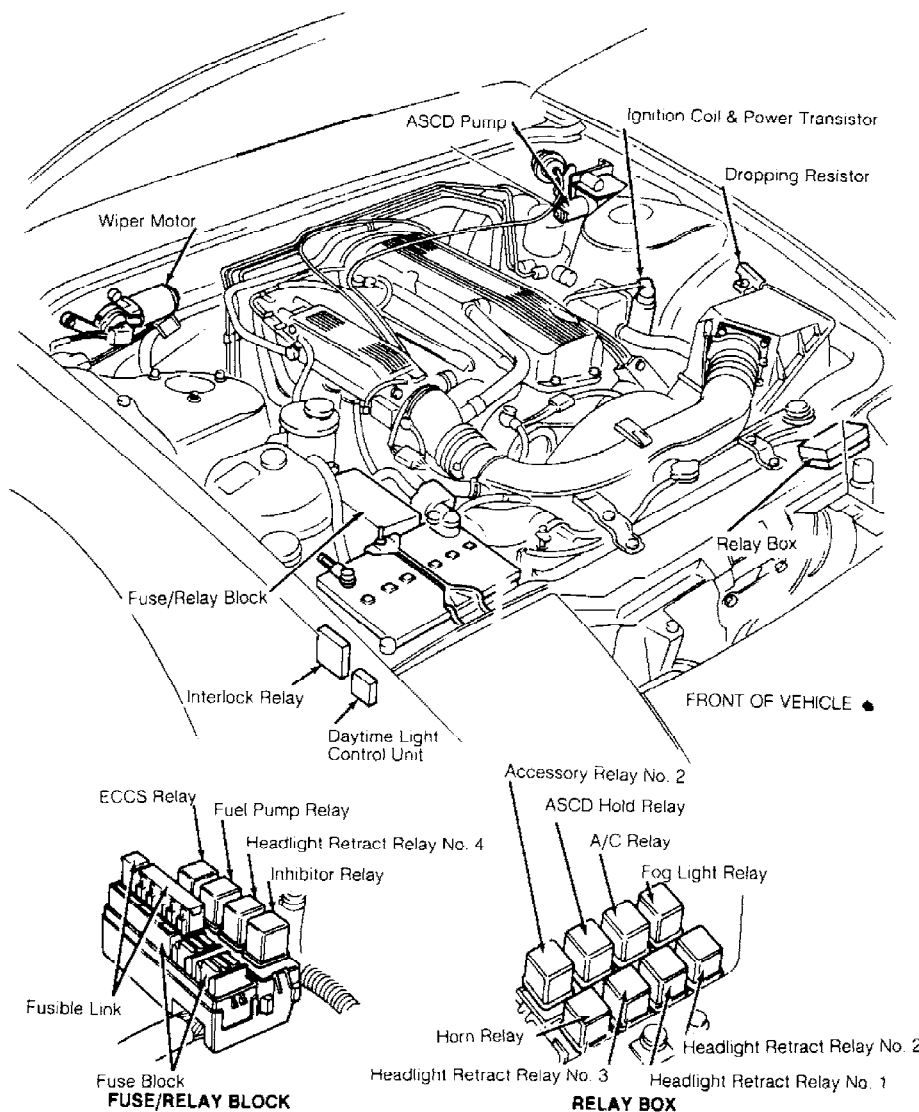 ASCD Pump
Ignition Coil & Power Transistor
Dropping Resistor
Wiper Motor
Relay Box
Fuse/Relay Block
Interlock Relay
FRONT OF VEHICLE
Daytime Light
Control Unit
ECCS Relay
Fuel Pump Relay
Headlight Retract Relay No. 4
Inhibitor Relay
Fusible Link
Fuse Block
FUSE/RELAY BLOCK
Accessory Relay No. 2
ASCD Hold Relay
A/C Relay
Fog Light Relay
Horn Relay
Headlight Retract Relay No. 2
Headlight Retract Relay No. 3
Headlight Retract Relay No. 1
RELAY BOX